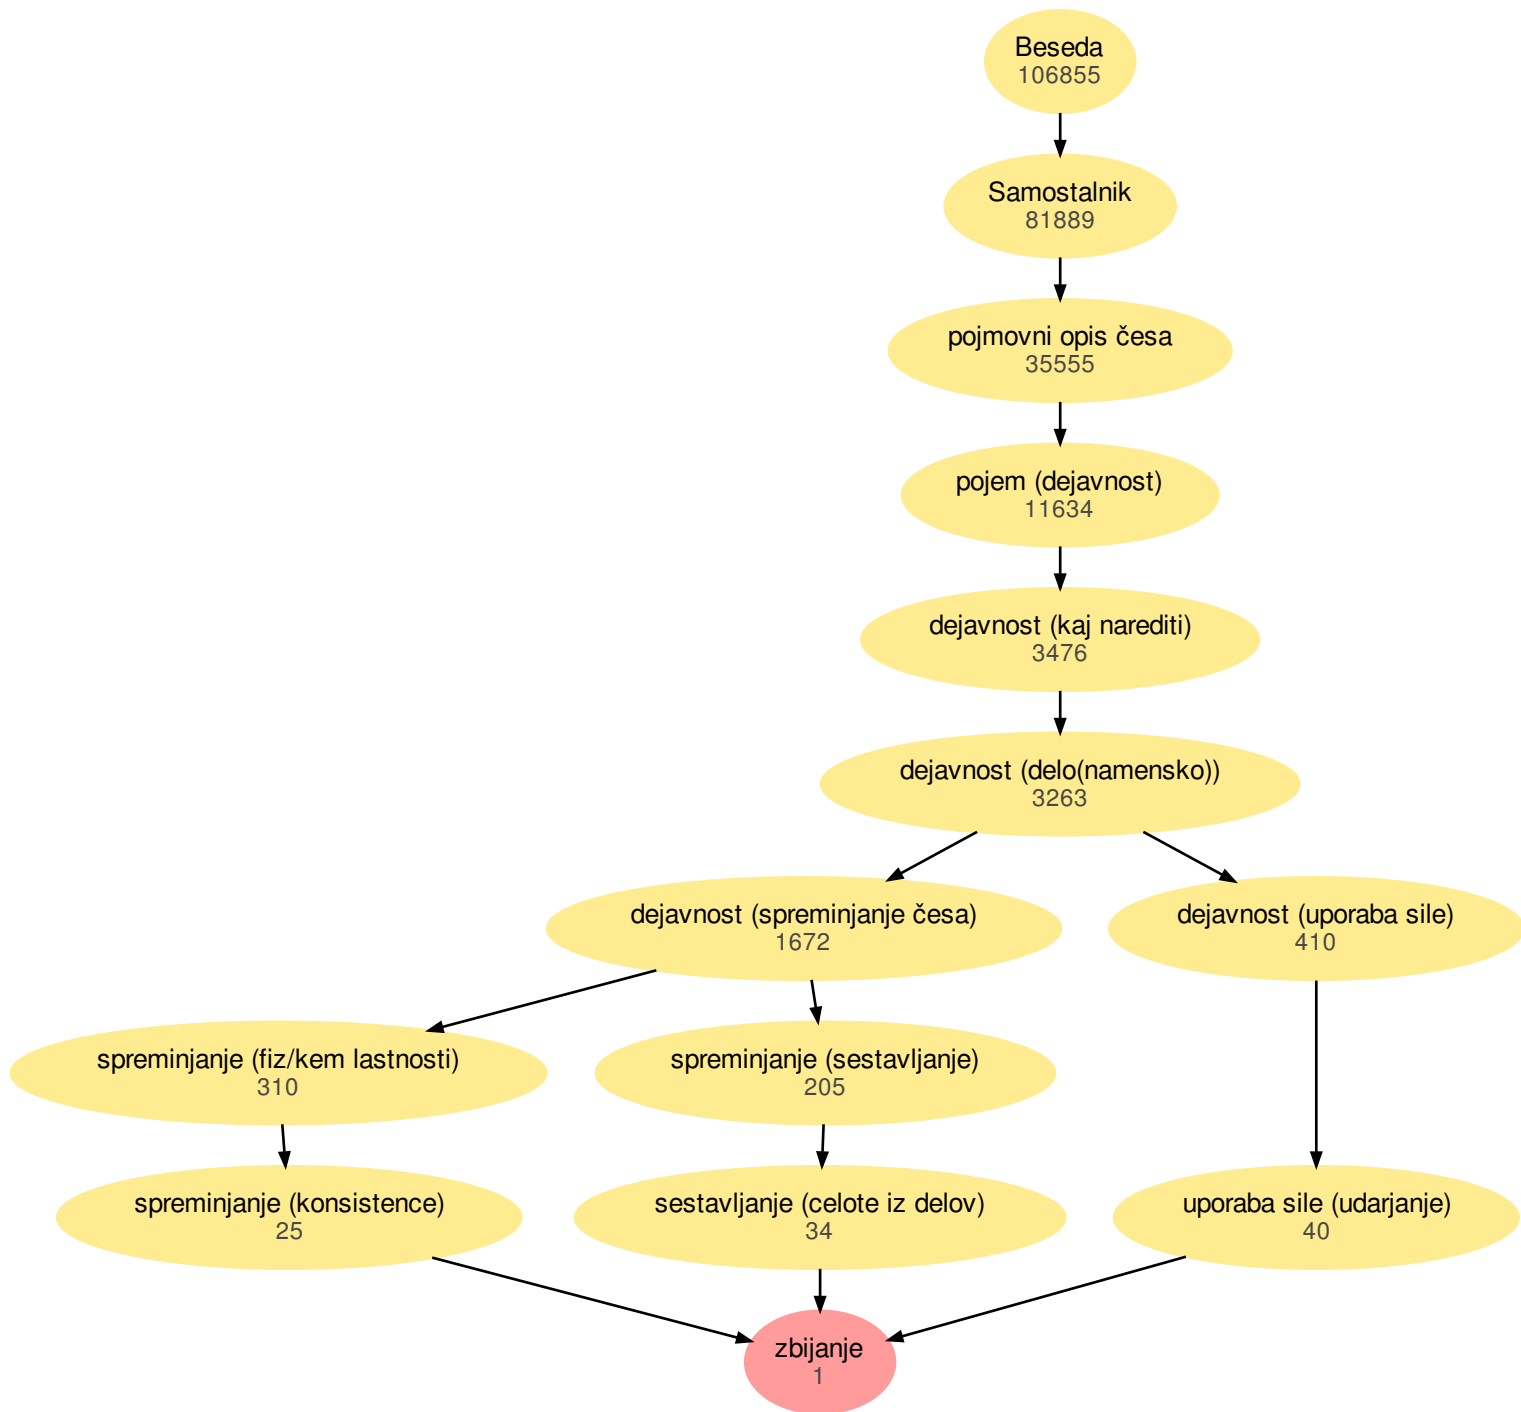 Beseda
106855
Samostalnik
81889
pojmovni opis česa
35555
pojem (dejavnost)
11634
dejavnost (kaj narediti)
3476
dejavnost (delo(namensko))
3263
dejavnost (spreminjanje česa)
1672
dejavnost (uporaba sile)
410
spreminjanje (fiz/kem lastnosti)
310
spreminjanje (sestavljanje)
205
spreminjanje (konsistence)
25
sestavljanje (celote iz delov)
34
uporaba sile (udarjanje)
40
zbijanje
1